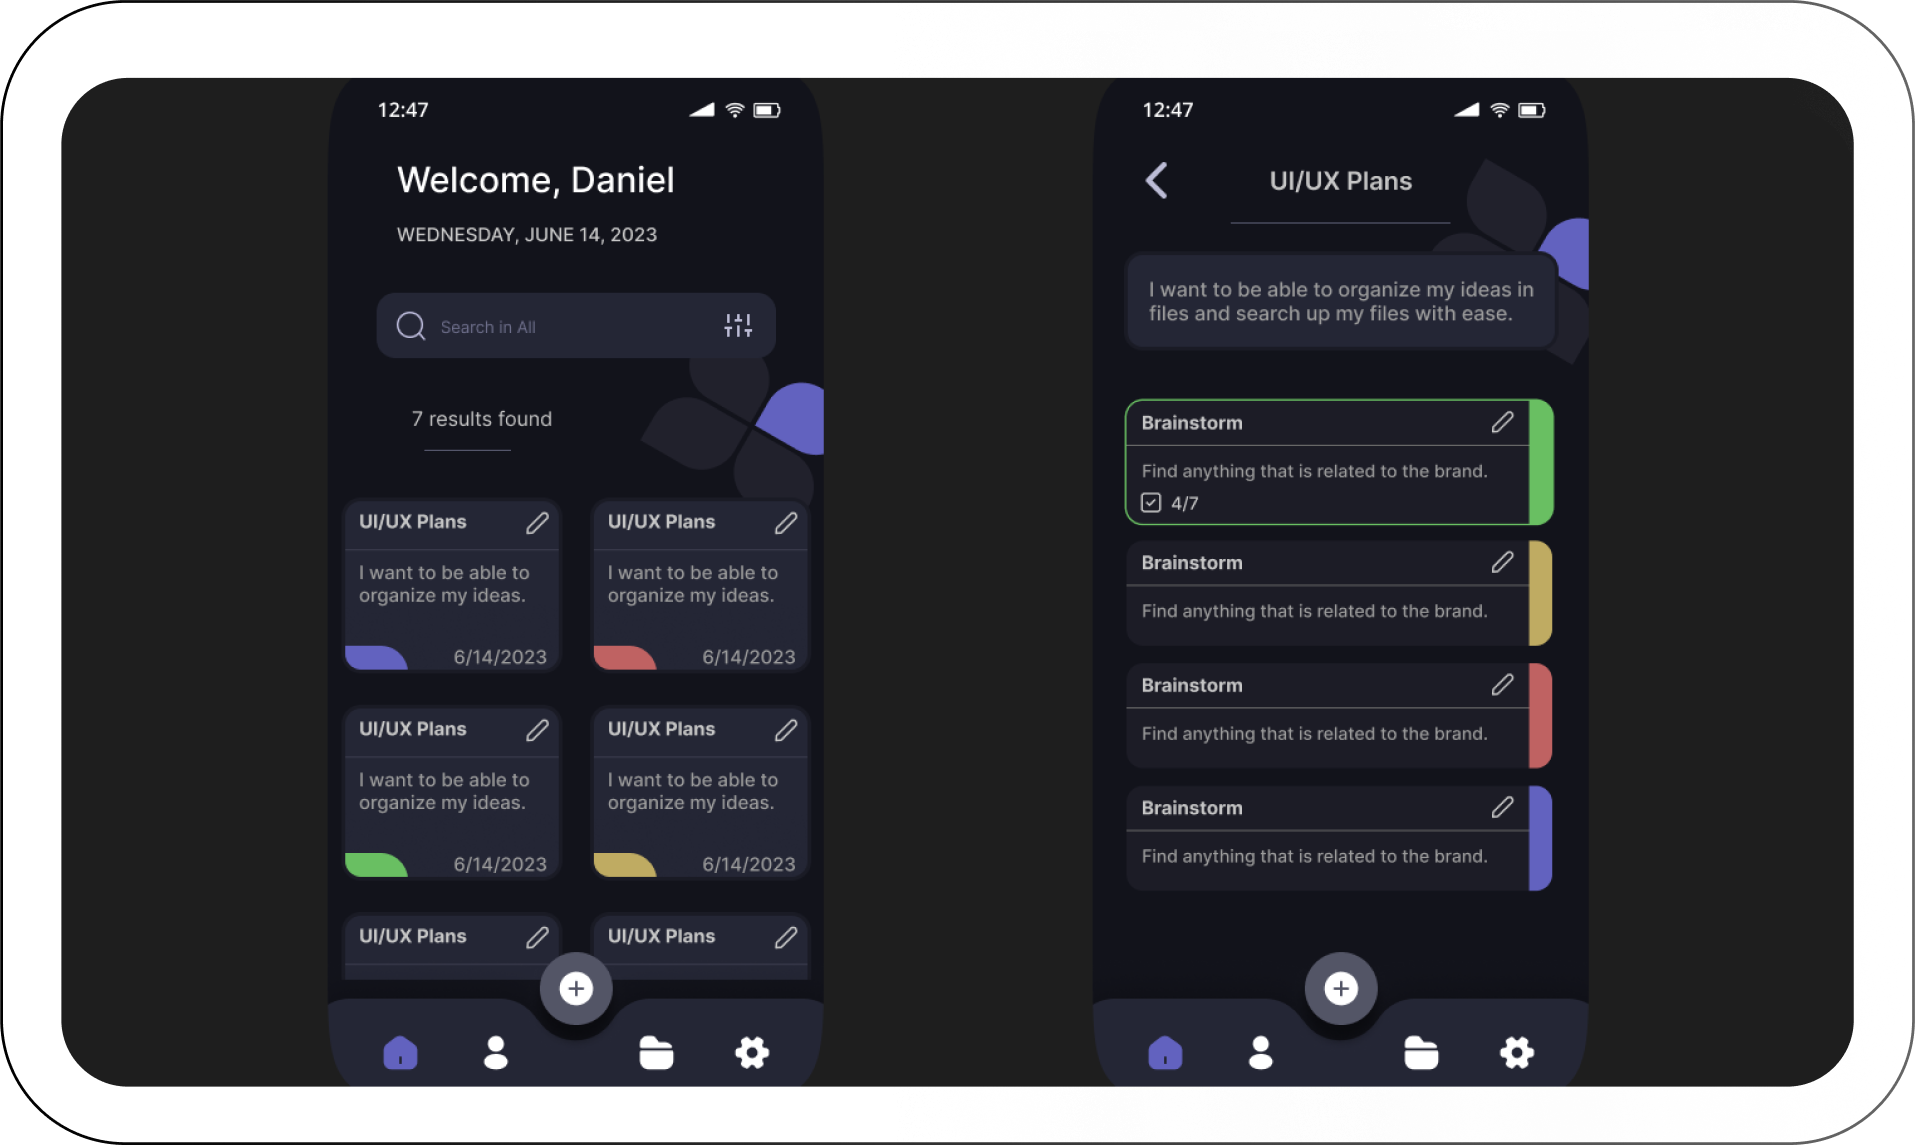 12:47
Welcome, Daniel
WEDNESDAY, JUNE 14, 2023
Search in All
7 results found
UI/UX Plans
I want to be able to
organize my ideas.
6/14/2023
UI/UX Plans
I want to be able to
organize my ideas.
6/14/2023
UI/UX Plans
I want to be able to
organize my ideas.
6/14/2023
UI/UX Plans
I want to be able to
organize my ideas.
6/14/2023
UI/UX Plans
UI/UX Plans
12:47
UI/UX Plans
I want to be able to organize my ideas in
files and search up my files with ease.
Brainstorm
Find anything that is related to the brand.
4/7
Brainstorm
Find anything that is related to the brand.
Brainstorm
Find anything that is related to the brand.
Brainstorm
Find anything that is related to the brand.